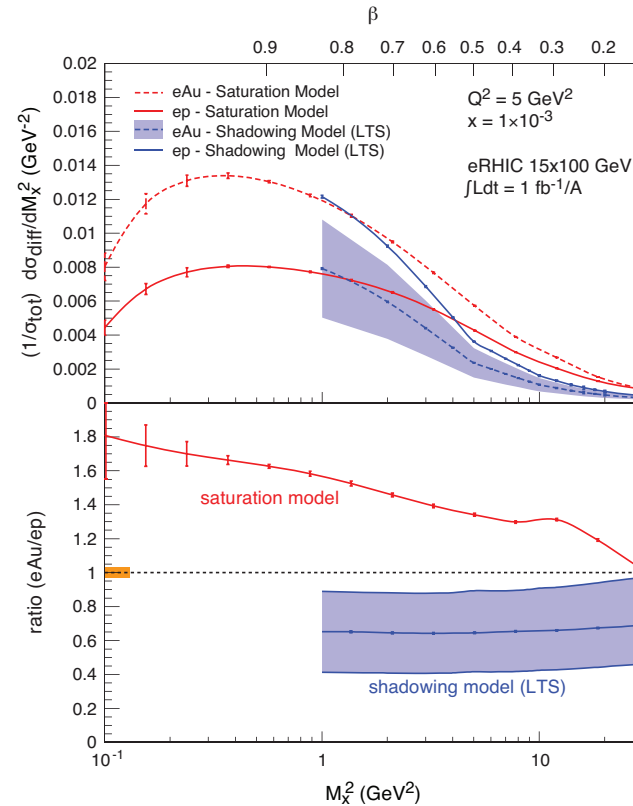 β
0.9 0.8 0.7 0.6 0.5 0.4 0.3 0.2
0.02
0.018
0.016
0.014
0.012
0.01
0.008
0.006
0.004
0.002
0
(1/σtot) dσdiff/dMx² (GeV⁻²)
eAu - Saturation Model
ep - Saturation Model
eAu - Shadowing Model (LTS)
ep - Shadowing Model (LTS)
Q² = 5 GeV²
x = 1×10⁻³
eRHIC 15x100 GeV
∫Ldt = 1 fb⁻¹/A
1.8
1.6
1.4
1.2
1
0.8
0.6
0.4
0.2
0
ratio (eAu/ep)
saturation model
shadowing model (LTS)
10⁻¹ 1 10
Mx² (GeV²)